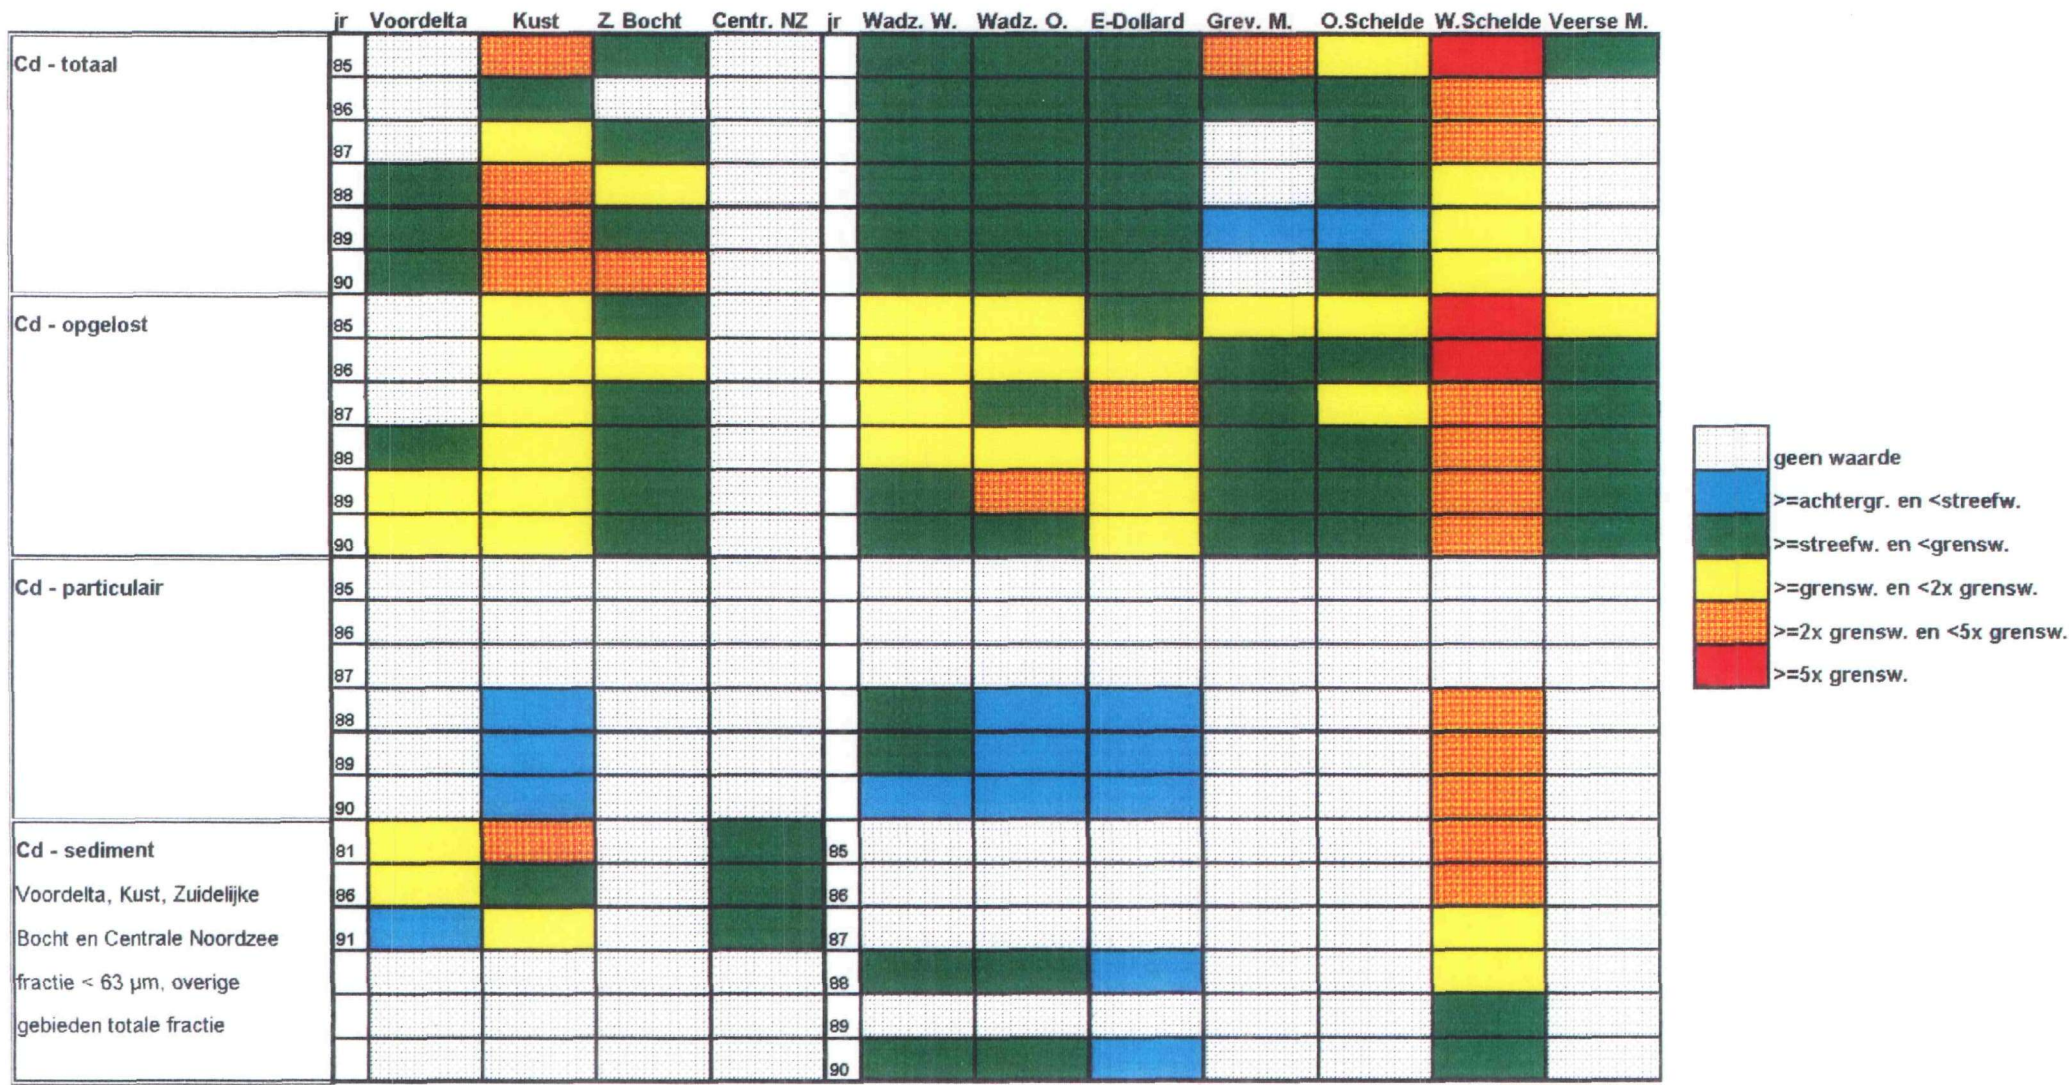 jr Voordelta Kust Z. Bocht Centr. NZ jr Wadz. W. Wadz. O. E-Dollard Grev. M. O.Schelde W.Schelde Veerse M.
Cd - totaal
85
86
87
88
89
90
Cd - opgelost
85
86
87
88
89
90
Cd - particulair
85
86
87
88
89
90
Cd - sediment
Voordelta, Kust, Zuidelijke
Bocht en Centrale Noordzee
fractie < 63 µm, overige
gebieden totale fractie
81
86
91
85
86
87
88
89
90
geen waarde
>=achtergr. en <streefw.
>=streefw. en <grensw.
>=grensw. en <2x grensw.
>=2x grensw. en <5x grensw.
>=5x grensw.